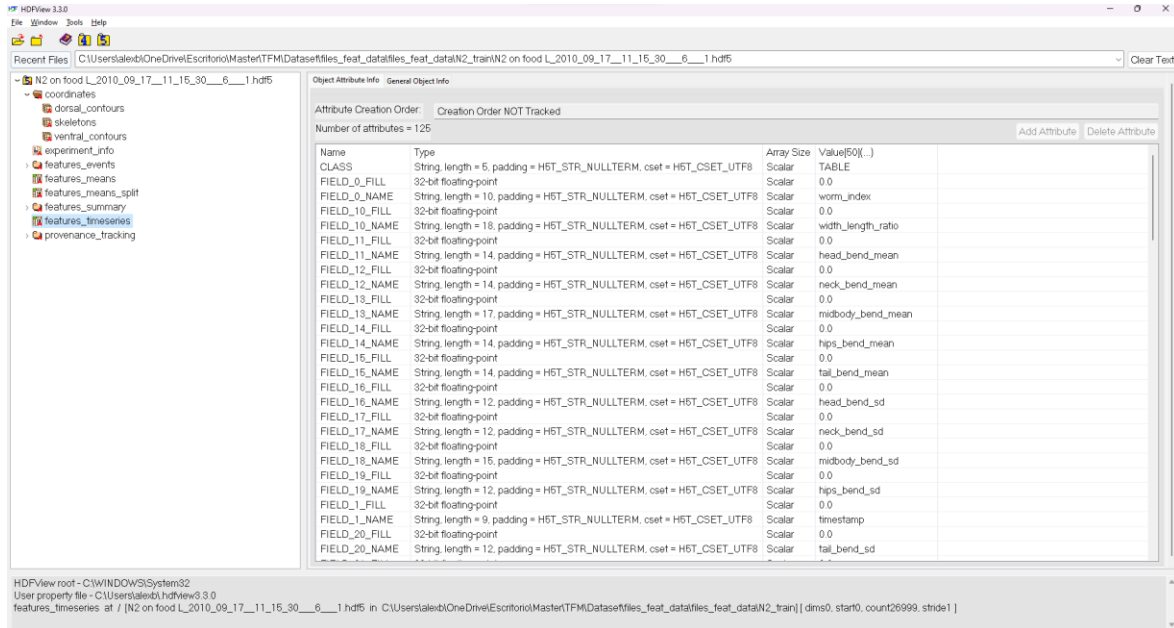 HDFView 3.3.0
File Window Tools Help
Recent Files C:\Users\alexb\OneDrive\Escritorio\Master\TFM\Dataset\files_feat_data\files_feat_data\N2_train\N2 on food L_2010_09_17__11_15_30___6___1.hdf5 Clear Text
N2 on food L_2010_09_17__11_15_30___6___1.hdf5
coordinates
dorsal_contours
skeletons
ventral_contours
experiment_info
features_events
features_means
features_means_split
features_summary
features_timeseries
provenance_tracking
Object Attribute Info General Object Info
Attribute Creation Order: Creation Order NOT Tracked
Number of attributes = 125 Add Attribute Delete Attribute
Name Type Array Size Value[50](...)
CLASS String, length = 5, padding = H5T_STR_NULLTERM, cset = H5T_CSET_UTF8 Scalar TABLE
FIELD_0_FILL 32-bit floating-point Scalar 0.0
FIELD_0_NAME String, length = 10, padding = H5T_STR_NULLTERM, cset = H5T_CSET_UTF8 Scalar worm_index
FIELD_10_FILL 32-bit floating-point Scalar 0.0
FIELD_10_NAME String, length = 18, padding = H5T_STR_NULLTERM, cset = H5T_CSET_UTF8 Scalar width_length_ratio
FIELD_11_FILL 32-bit floating-point Scalar 0.0
FIELD_11_NAME String, length = 14, padding = H5T_STR_NULLTERM, cset = H5T_CSET_UTF8 Scalar head_bend_mean
FIELD_12_FILL 32-bit floating-point Scalar 0.0
FIELD_12_NAME String, length = 14, padding = H5T_STR_NULLTERM, cset = H5T_CSET_UTF8 Scalar neck_bend_mean
FIELD_13_FILL 32-bit floating-point Scalar 0.0
FIELD_13_NAME String, length = 17, padding = H5T_STR_NULLTERM, cset = H5T_CSET_UTF8 Scalar midbody_bend_mean
FIELD_14_FILL 32-bit floating-point Scalar 0.0
FIELD_14_NAME String, length = 14, padding = H5T_STR_NULLTERM, cset = H5T_CSET_UTF8 Scalar hips_bend_mean
FIELD_15_FILL 32-bit floating-point Scalar 0.0
FIELD_15_NAME String, length = 14, padding = H5T_STR_NULLTERM, cset = H5T_CSET_UTF8 Scalar tail_bend_mean
FIELD_16_FILL 32-bit floating-point Scalar 0.0
FIELD_16_NAME String, length = 12, padding = H5T_STR_NULLTERM, cset = H5T_CSET_UTF8 Scalar head_bend_sd
FIELD_17_FILL 32-bit floating-point Scalar 0.0
FIELD_17_NAME String, length = 12, padding = H5T_STR_NULLTERM, cset = H5T_CSET_UTF8 Scalar neck_bend_sd
FIELD_18_FILL 32-bit floating-point Scalar 0.0
FIELD_18_NAME String, length = 15, padding = H5T_STR_NULLTERM, cset = H5T_CSET_UTF8 Scalar midbody_bend_sd
FIELD_19_FILL 32-bit floating-point Scalar 0.0
FIELD_19_NAME String, length = 12, padding = H5T_STR_NULLTERM, cset = H5T_CSET_UTF8 Scalar hips_bend_sd
FIELD_1_FILL 32-bit floating-point Scalar 0.0
FIELD_1_NAME String, length = 9, padding = H5T_STR_NULLTERM, cset = H5T_CSET_UTF8 Scalar timestamp
FIELD_20_FILL 32-bit floating-point Scalar 0.0
FIELD_20_NAME String, length = 12, padding = H5T_STR_NULLTERM, cset = H5T_CSET_UTF8 Scalar tail_bend_sd
HDFView root - C:\WINDOWS\System32
User property file - C:\Users\alexb\.hdfview3.3.0
features_timeseries at / [N2 on food L_2010_09_17__11_15_30___6___1.hdf5 in C:\Users\alexb\OneDrive\Escritorio\Master\TFM\Dataset\files_feat_data\files_feat_data\N2_train] [ dims0, start0, count26999, stride1 ]